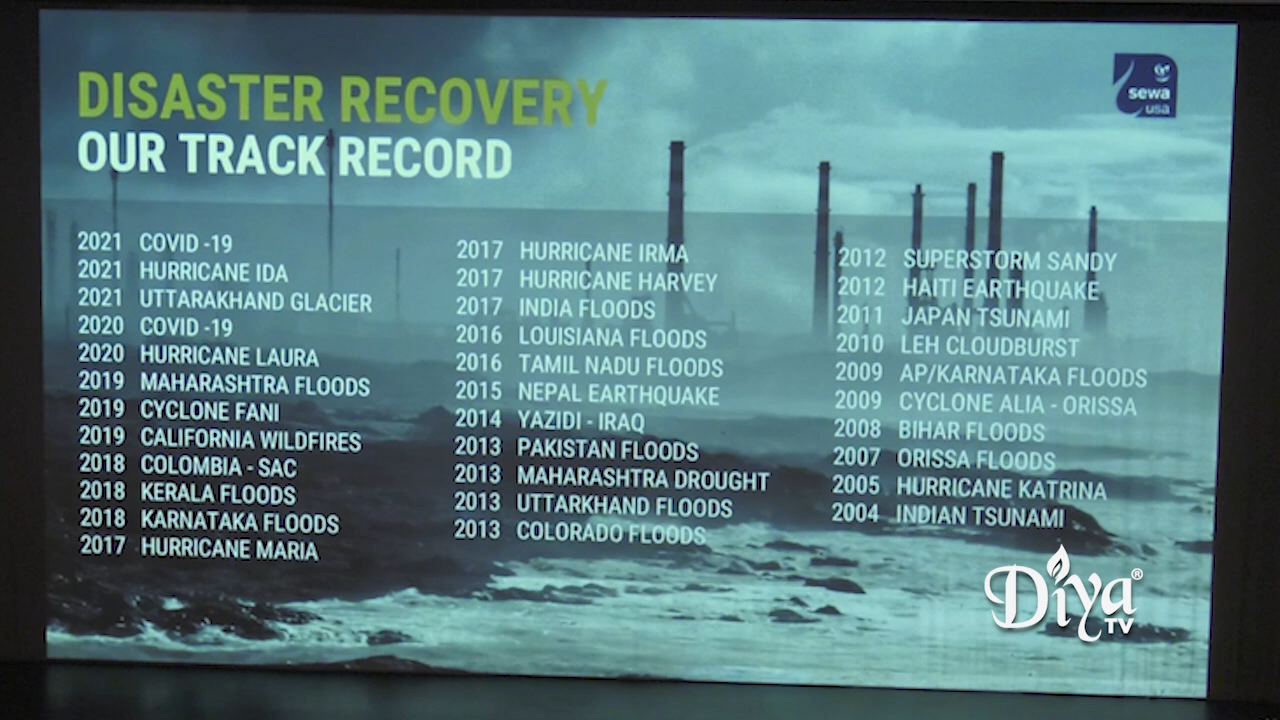 DISASTER RECOVERY
OUR TRACK RECORD
sewa
usa
2021 COVID -19
2021 HURRICANE IDA
2021 UTTARAKHAND GLACIER
2020 COVID -19
2020 HURRICANE LAURA
2019 MAHARASHTRA FLOODS
2019 CYCLONE FANI
2019 CALIFORNIA WILDFIRES
2018 COLOMBIA - SAC
2018 KERALA FLOODS
2018 KARNATAKA FLOODS
2017 HURRICANE MARIA
2017 HURRICANE IRMA
2017 HURRICANE HARVEY
2017 INDIA FLOODS
2016 LOUISIANA FLOODS
2016 TAMIL NADU FLOODS
2015 NEPAL EARTHQUAKE
2014 YAZIDI - IRAQ
2013 PAKISTAN FLOODS
2013 MAHARASHTRA DROUGHT
2013 UTTARKHAND FLOODS
2013 COLORADO FLOODS
2012 SUPERSTORM SANDY
2012 HAITI EARTHQUAKE
2011 JAPAN TSUNAMI
2010 LEH CLOUDBURST
2009 AP/KARNATAKA FLOODS
2009 CYCLONE ALIA - ORISSA
2008 BIHAR FLOODS
2007 ORISSA FLOODS
2005 HURRICANE KATRINA
2004 INDIAN TSUNAMI
Diya®
TV